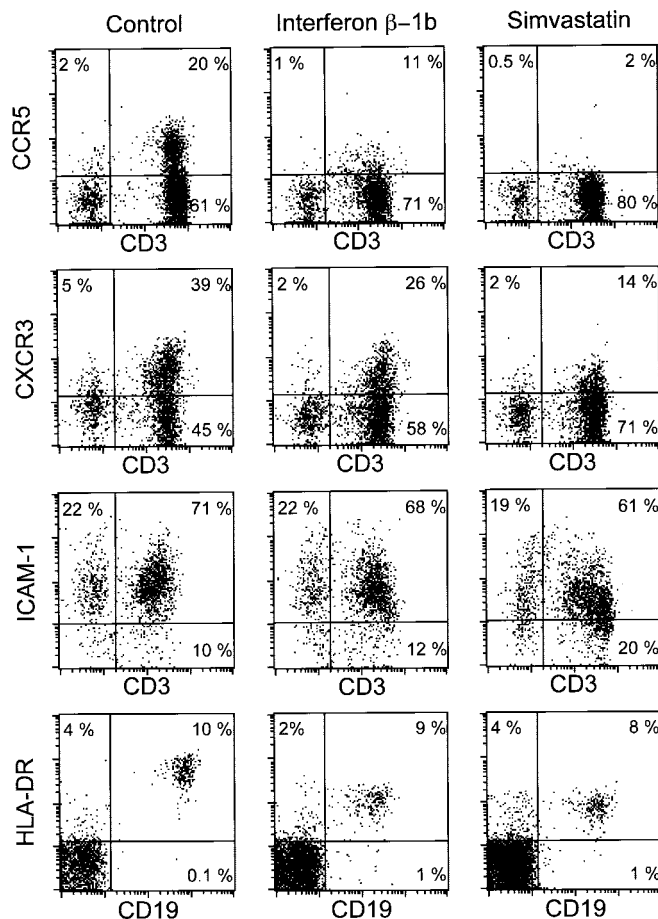 Control Interferon β–1b Simvastatin
CCR5
2 % 20 % 1 % 11 % 0.5 % 2 %
61 % 71 % 80 %
CD3 CD3 CD3
CXCR3
5 % 39 % 2 % 26 % 2 % 14 %
45 % 58 % 71 %
CD3 CD3 CD3
ICAM-1
22 % 71 % 22 % 68 % 19 % 61 %
10 % 12 % 20 %
CD3 CD3 CD3
HLA-DR
4 % 10 % 2% 9 % 4 % 8 %
0.1 % 1 % 1 %
CD19 CD19 CD19